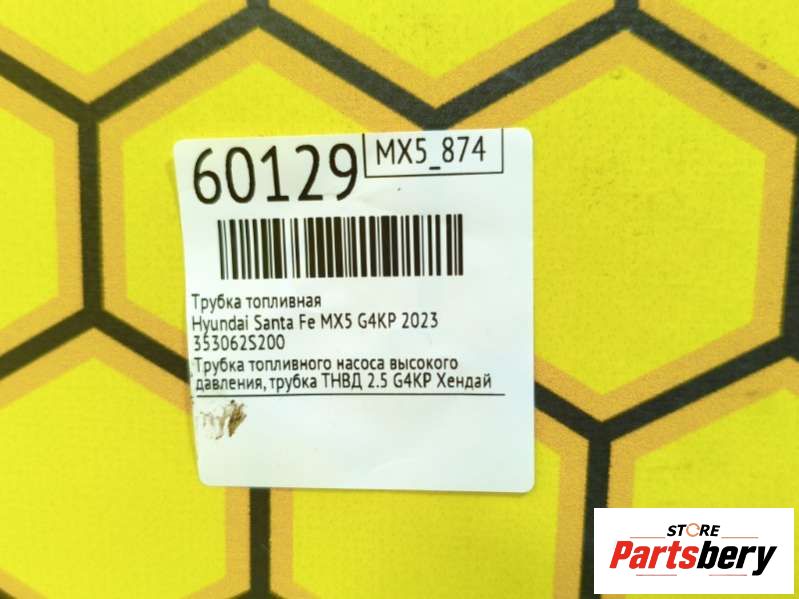 60129
MX5_874
Трубка топливная
Hyundai Santa Fe MX5 G4KP 2023
353062S200
Трубка топливного насоса высокого
давления, трубка ТНВД 2.5 G4KP Хендай
STORE
Partsbery